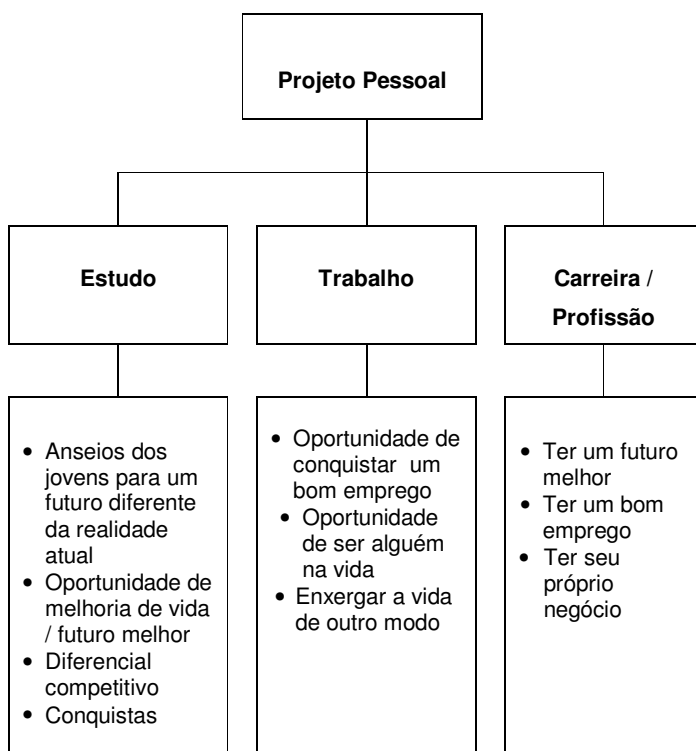 Projeto Pessoal
Estudo
Trabalho
Carreira /
Profissão
• Anseios dos
jovens para um
futuro diferente
da realidade
atual
• Oportunidade de
melhoria de vida
/ futuro melhor
• Diferencial
competitivo
• Conquistas
• Oportunidade de
conquistar um
bom emprego
• Oportunidade
de ser alguém
na vida
• Enxergar a vida
de outro modo
• Ter um futuro
melhor
• Ter um bom
emprego
• Ter seu
próprio
negócio